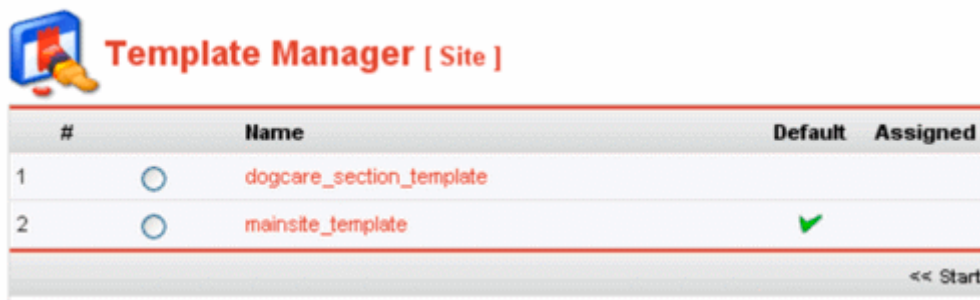 Template Manager [ Site ]
# Name Default Assigned
1 dogcare_section_template
2 mainsite_template
<< Start